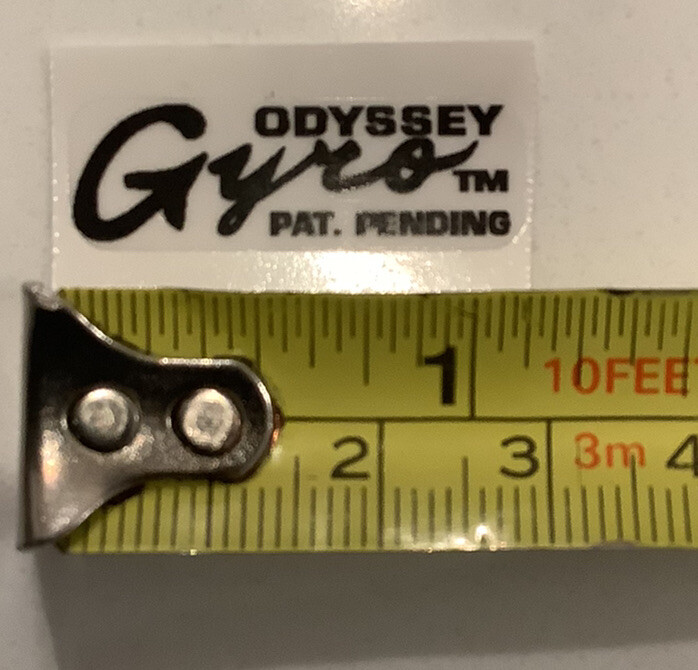 ODYSSEY
Gyro™
PAT. PENDING
1 10FEET
2 3 3m 4